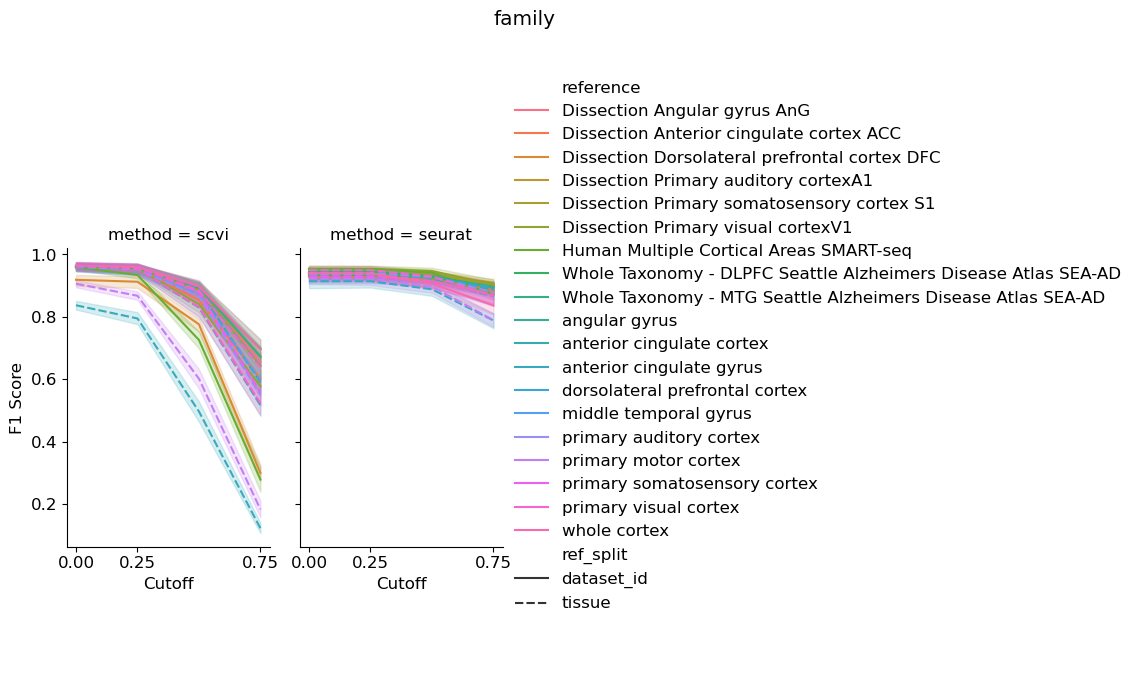 family
method = scvi
method = seurat
F1 Score
1.0
0.8
0.6
0.4
0.2
0.00 0.25 0.75
Cutoff
0.00 0.25 0.75
Cutoff
reference
Dissection Angular gyrus AnG
Dissection Anterior cingulate cortex ACC
Dissection Dorsolateral prefrontal cortex DFC
Dissection Primary auditory cortexA1
Dissection Primary somatosensory cortex S1
Dissection Primary visual cortexV1
Human Multiple Cortical Areas SMART-seq
Whole Taxonomy - DLPFC Seattle Alzheimers Disease Atlas SEA-AD
Whole Taxonomy - MTG Seattle Alzheimers Disease Atlas SEA-AD
angular gyrus
anterior cingulate cortex
anterior cingulate gyrus
dorsolateral prefrontal cortex
middle temporal gyrus
primary auditory cortex
primary motor cortex
primary somatosensory cortex
primary visual cortex
whole cortex
ref_split
dataset_id
tissue